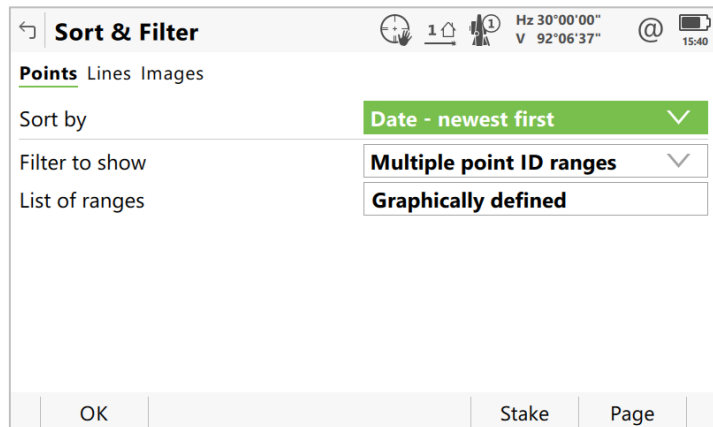 Sort & Filter
1
1
Hz 30°00'00"
V 92°06'37"
@
15:40
Points Lines Images
Sort by Date - newest first
Filter to show Multiple point ID ranges
List of ranges Graphically defined
OK Stake Page